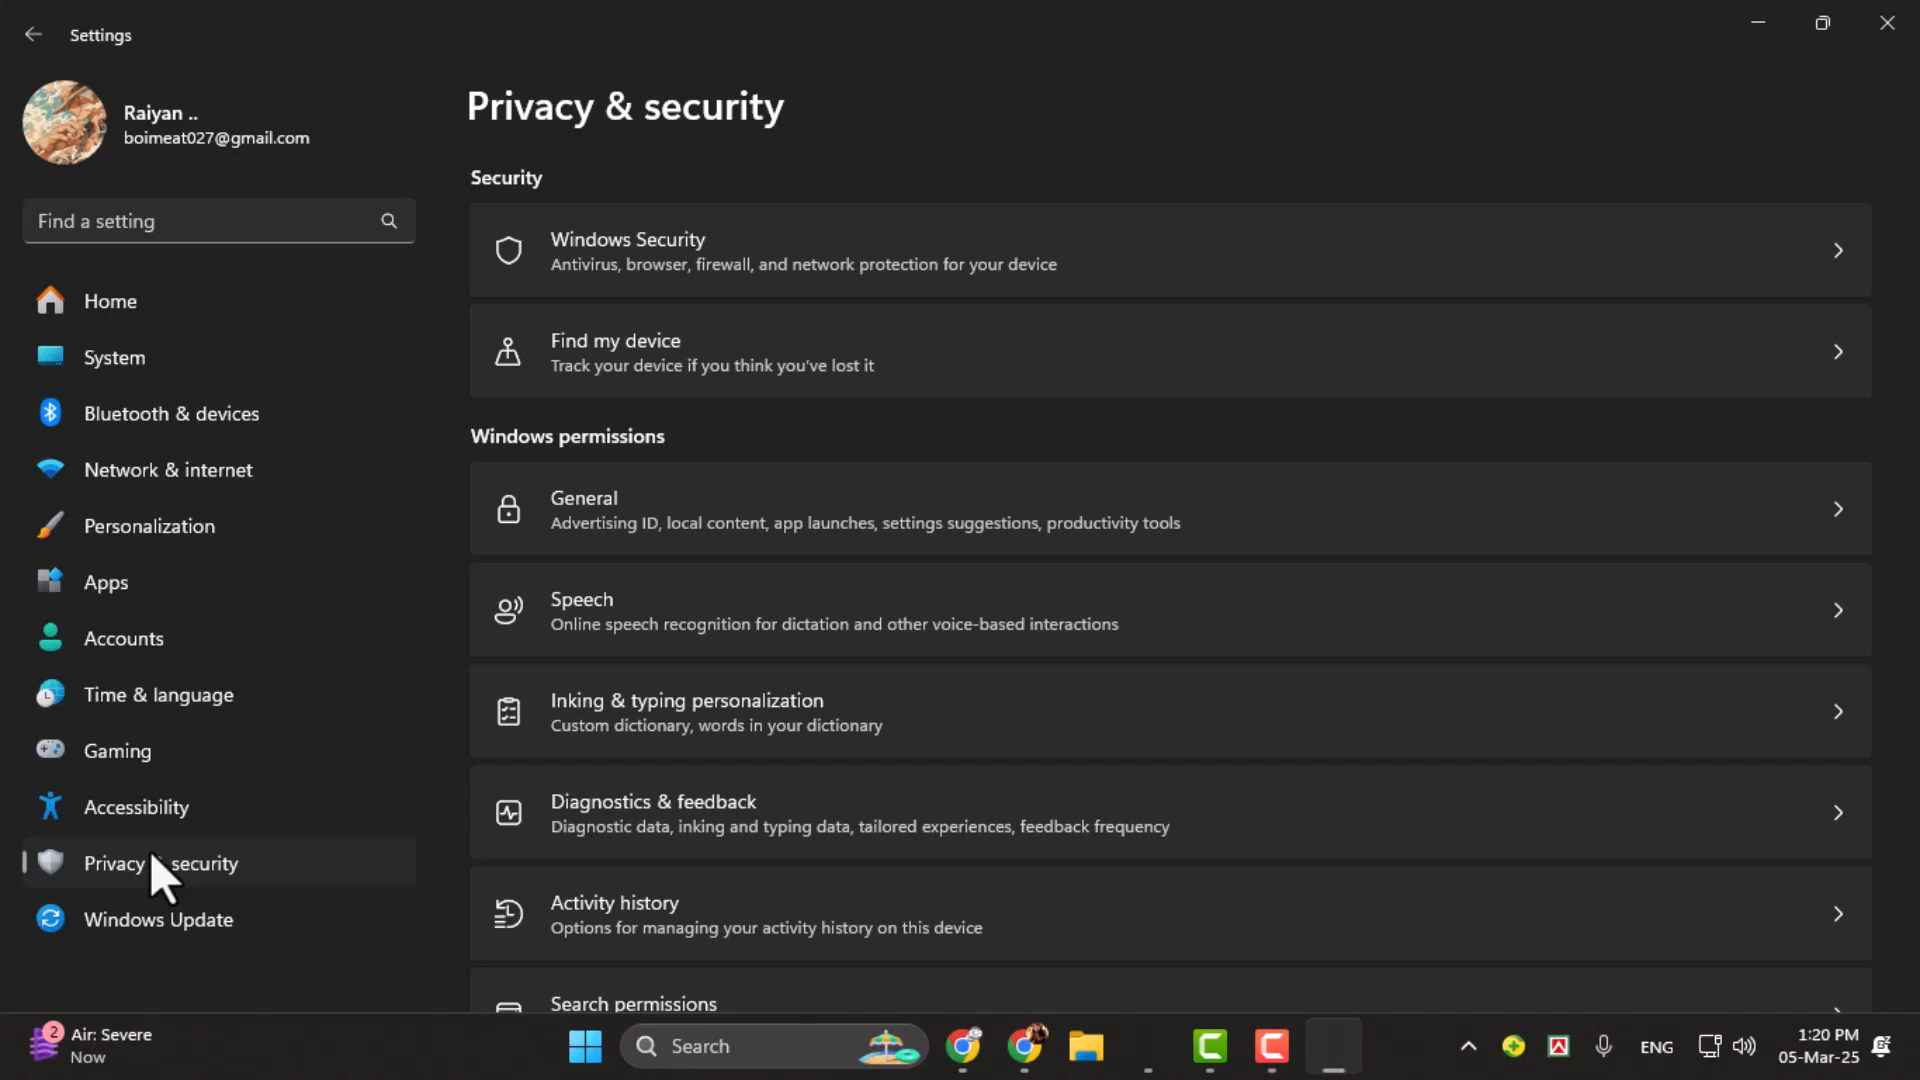 Settings
Raiyan ..
boimeat027@gmail.com
Find a setting
Home
System
Bluetooth & devices
Network & internet
Personalization
Apps
Accounts
Time & language
Gaming
Accessibility
Privacy & security
Windows Update
Privacy & security
Security
Windows Security
Antivirus, browser, firewall, and network protection for your device
Find my device
Track your device if you think you've lost it
Windows permissions
General
Advertising ID, local content, app launches, settings suggestions, productivity tools
Speech
Online speech recognition for dictation and other voice-based interactions
Inking & typing personalization
Custom dictionary, words in your dictionary
Diagnostics & feedback
Diagnostic data, inking and typing data, tailored experiences, feedback frequency
Activity history
Options for managing your activity history on this device
Search permissions
2
Air: Severe
Now
Search
ENG
1:20 PM
05-Mar-25